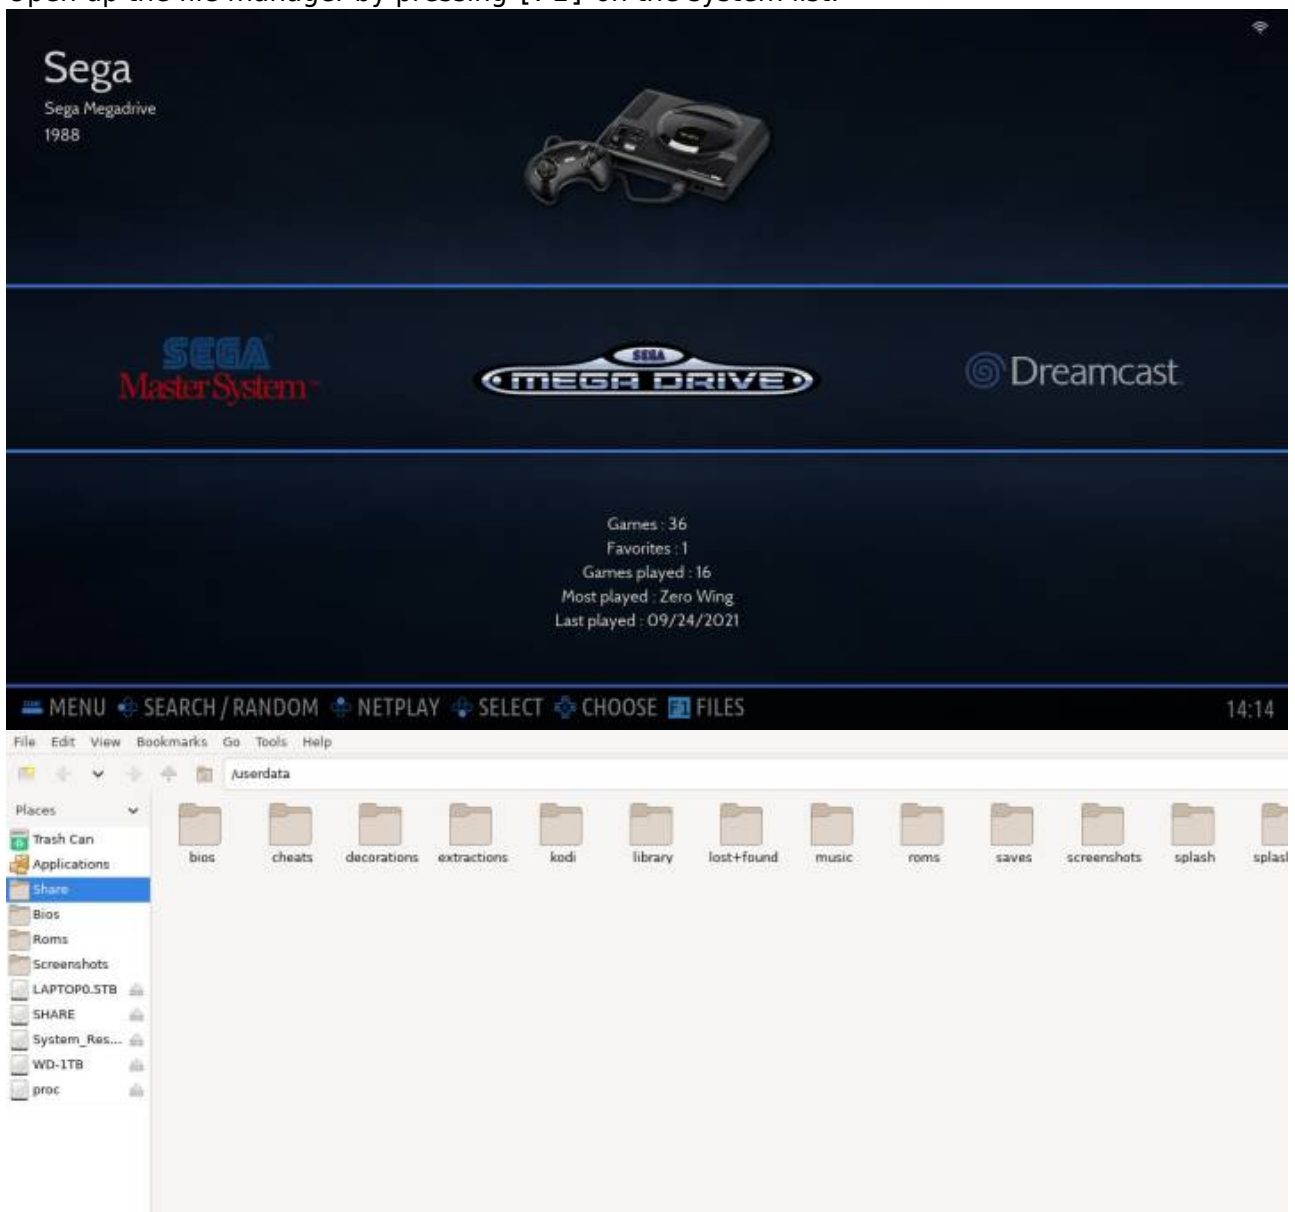 Sega
Sega Megadrive
1988
SEGA
Master System
SEGA
MEGA DRIVE
Dreamcast
Games : 36
Favorites : 1
Games played : 16
Most played : Zero Wing
Last played : 09/24/2021
MENU SEARCH / RANDOM NETPLAY SELECT CHOOSE F1 FILES 14:14
File Edit View Bookmarks Go Tools Help
/userdata
Places
Trash Can
Applications
Share
Bios
Roms
Screenshots
LAPTOP0.STB
SHARE
System_Res...
WD-1TB
proc
bios cheats decorations extractions kodi library lost+found music roms saves screenshots splash splas